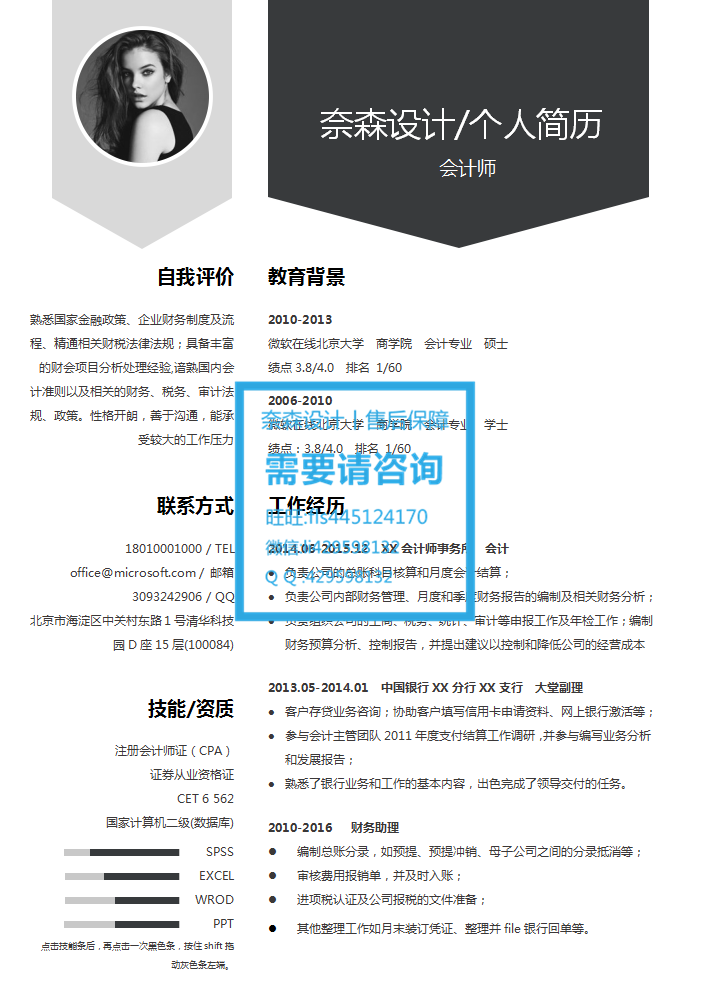 奈森设计/个人简历
会计师
自我评价
熟悉国家金融政策、企业财务制度及流
程、精通相关财税法律法规；具备丰富
的财会项目分析处理经验,谙熟国内会
计准则以及相关的财务、税务、审计法
规、政策。性格开朗，善于沟通，能承
受较大的工作压力
联系方式
18010001000 / TEL
office@microsoft.com / 邮箱
3093242906 / QQ
北京市海淀区中关村东路 1 号清华科技
园 D 座 15 层(100084)
技能/资质
注册会计师证（CPA）
证券从业资格证
CET 6 562
国家计算机二级(数据库)
SPSS
EXCEL
WROD
PPT
点击技能条后，再点击一次黑色条，按住 shift 拖
动灰色条左端。
教育背景
2010-2013
微软在线北京大学 商学院 会计专业 硕士
绩点 3.8/4.0 排名 1/60
2006-2010
微软在线北京大学 商学院 会计专业 学士
绩点：3.8/4.0 排名 1/60
奈森设计丨售后保障
需要请咨询
旺旺:fls445124170
微信:fj429598132
Q Q :429598132
工作经历
2014.06-2015.12 XX 会计师事务所 会计
● 负责公司的总账科目核算和月度会计结算；
● 负责公司内部财务管理、月度和季度财务报告的编制及相关财务分析；
● 负责组织公司的工商、税务、统计、审计等申报工作及年检工作；编制
财务预算分析、控制报告，并提出建议以控制和降低公司的经营成本
2013.05-2014.01 中国银行 XX 分行 XX 支行 大堂副理
● 客户存贷业务咨询；协助客户填写信用卡申请资料、网上银行激活等；
● 参与会计主管团队 2011 年度支付结算工作调研,并参与编写业务分析
和发展报告；
● 熟悉了银行业务和工作的基本内容，出色完成了领导交付的任务。
2010-2016 财务助理
● 编制总账分录，如预提、预提冲销、母子公司之间的分录抵消等；
● 审核费用报销单，并及时入账；
● 进项税认证及公司报税的文件准备；
● 其他整理工作如月末装订凭证、整理并 file 银行回单等。